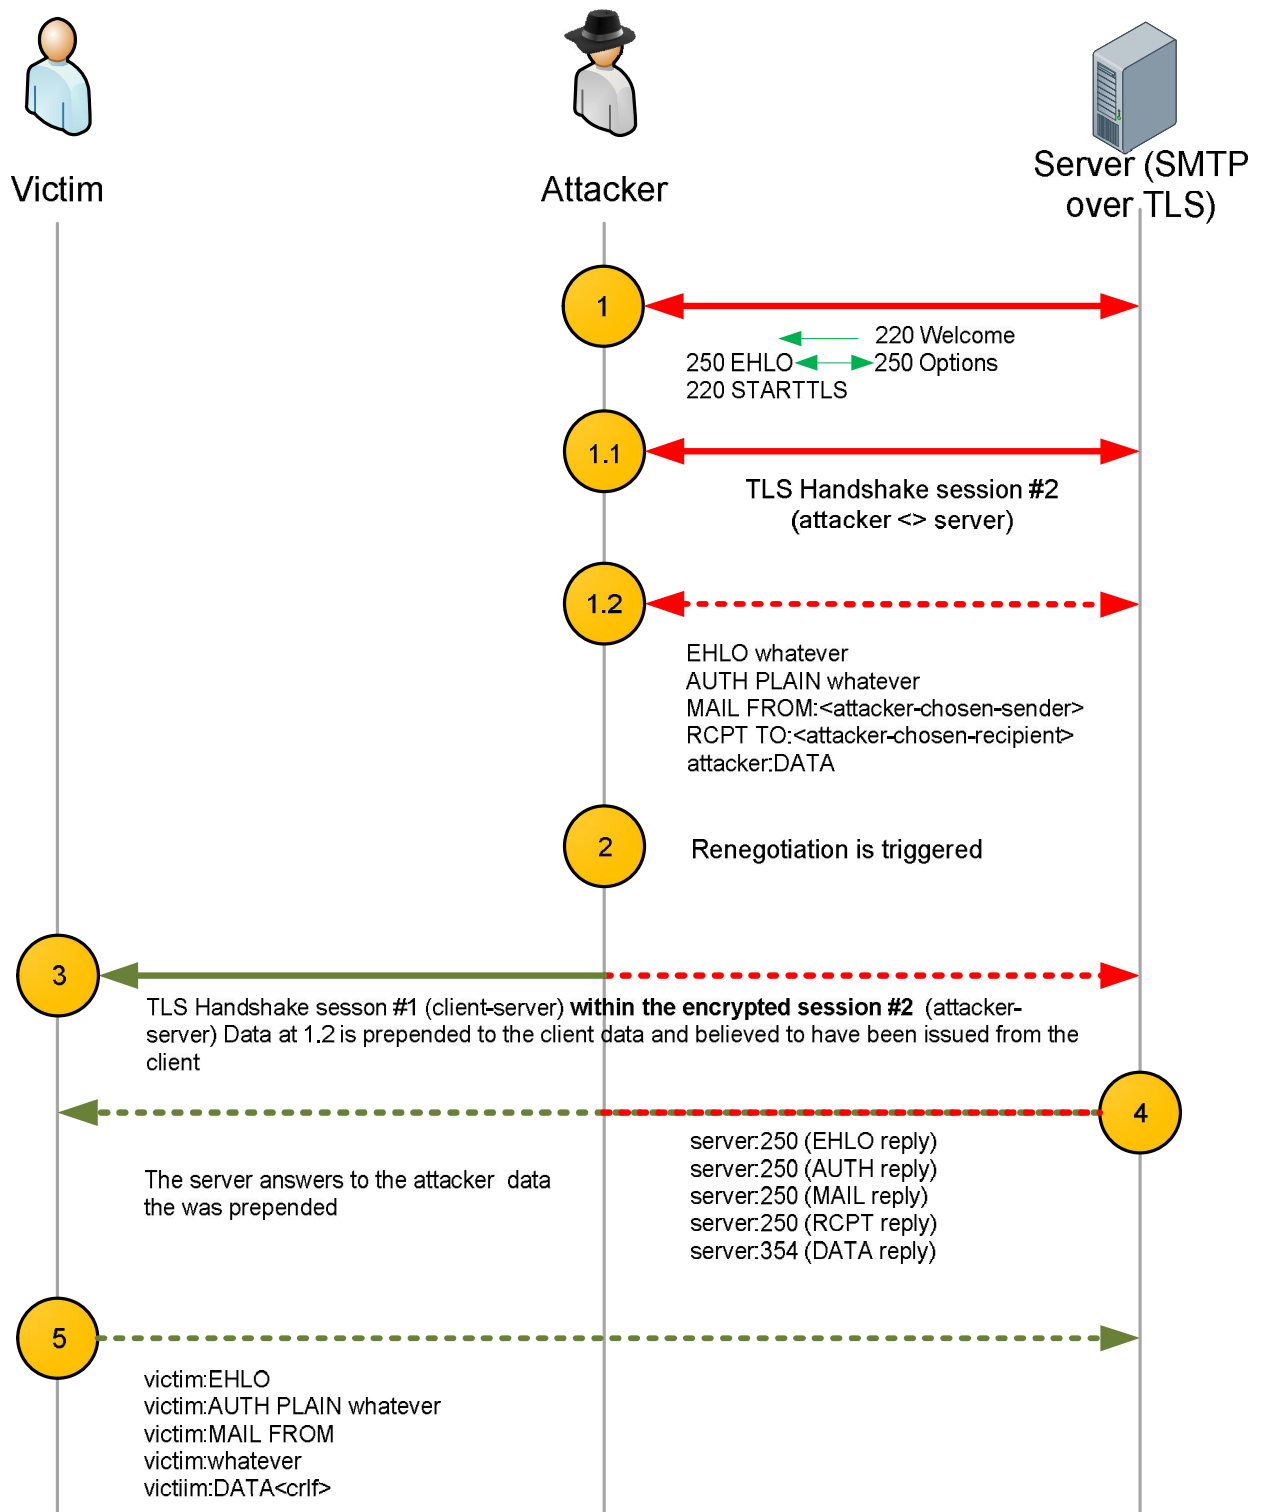 Victim
Attacker
Server (SMTP
over TLS)
1
220 Welcome
250 EHLO 250 Options
220 STARTTLS
1.1
TLS Handshake session #2
(attacker <> server)
1.2
EHLO whatever
AUTH PLAIN whatever
MAIL FROM:<attacker-chosen-sender>
RCPT TO:<attacker-chosen-recipient>
attacker:DATA
2
Renegotiation is triggered
3
TLS Handshake sesson #1 (client-server) within the encrypted session #2 (attacker-
server) Data at 1.2 is prepended to the client data and believed to have been issued from the
client
4
server:250 (EHLO reply)
server:250 (AUTH reply)
server:250 (MAIL reply)
server:250 (RCPT reply)
server:354 (DATA reply)
The server answers to the attacker data
the was prepended
5
victim:EHLO
victim:AUTH PLAIN whatever
victim:MAIL FROM
victim:whatever
victiim:DATA<crlf>